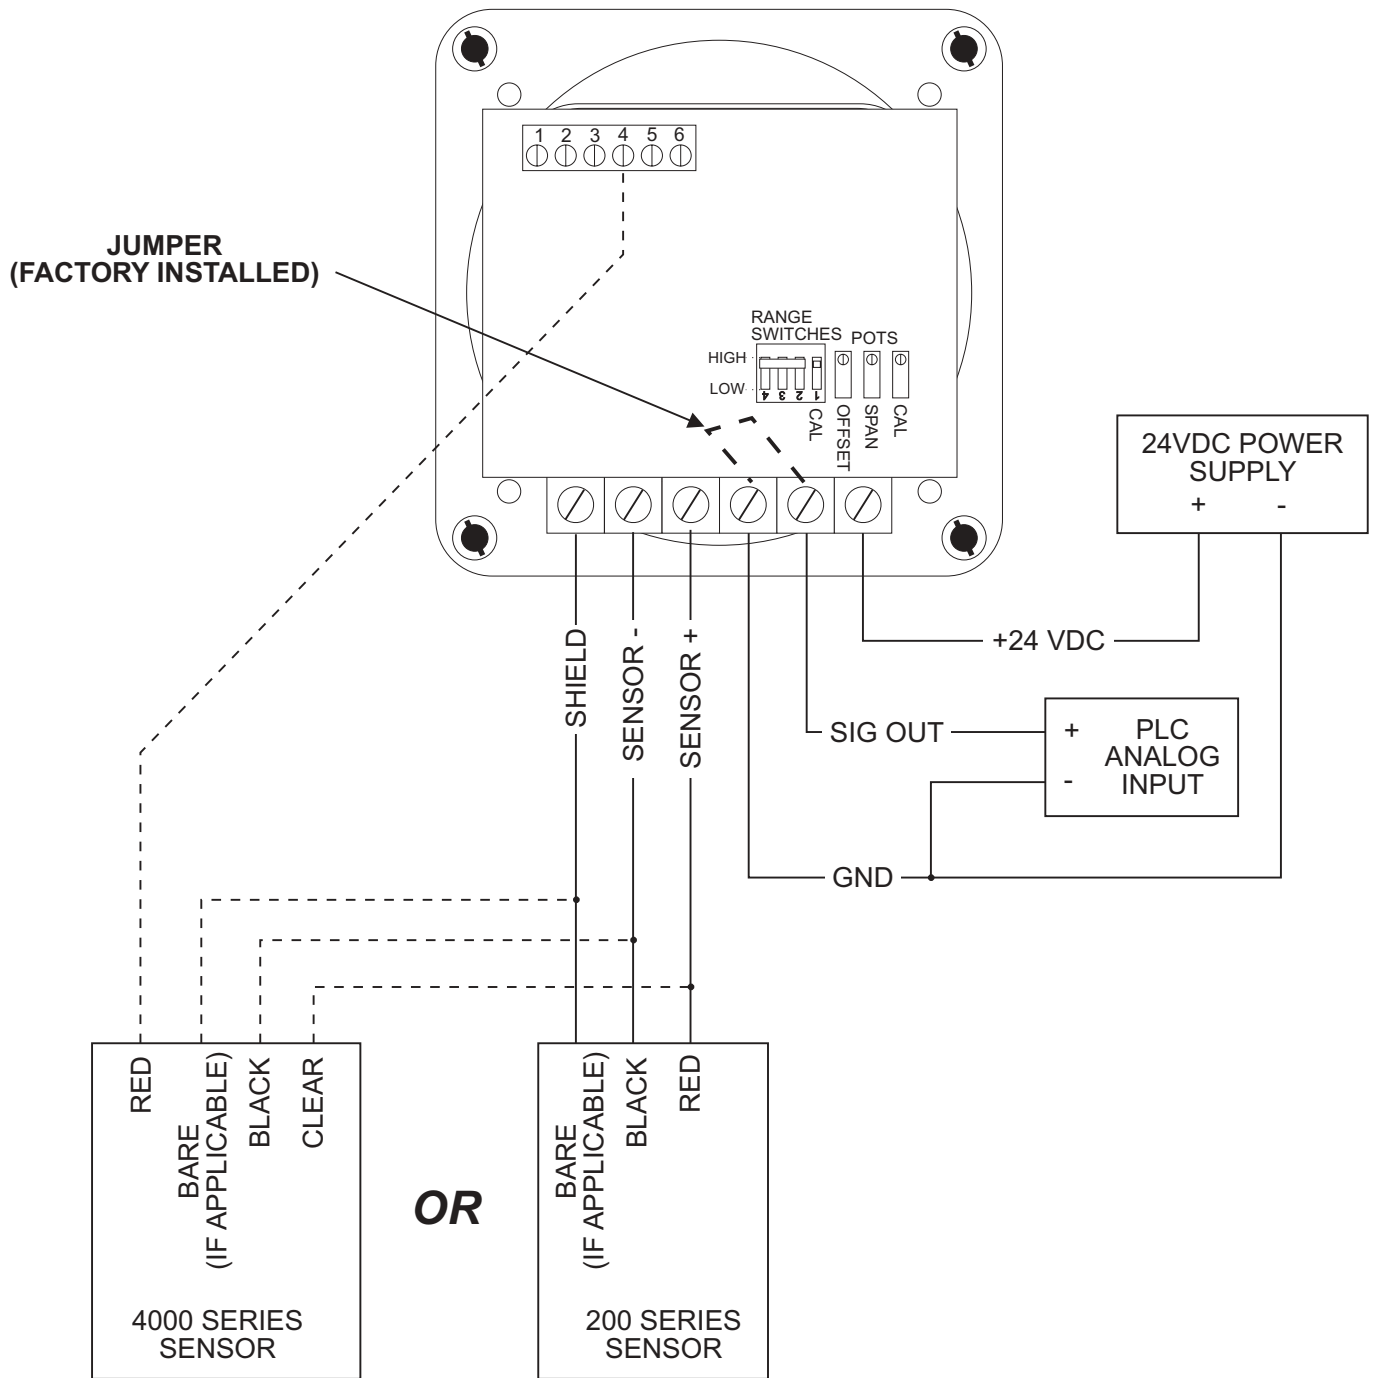 1 2 3 4 5 6
JUMPER
(FACTORY INSTALLED)
RANGE
SWITCHES
POTS
HIGH
LOW
4 3 2 1
CAL
OFFSET
SPAN
CAL
24VDC POWER
SUPPLY
+ -
+24 VDC
SHIELD
SENSOR -
SENSOR +
SIG OUT
+ PLC
ANALOG
- INPUT
GND
RED
BARE
(IF APPLICABLE)
BLACK
CLEAR
4000 SERIES
SENSOR
OR
BARE
(IF APPLICABLE)
BLACK
RED
200 SERIES
SENSOR